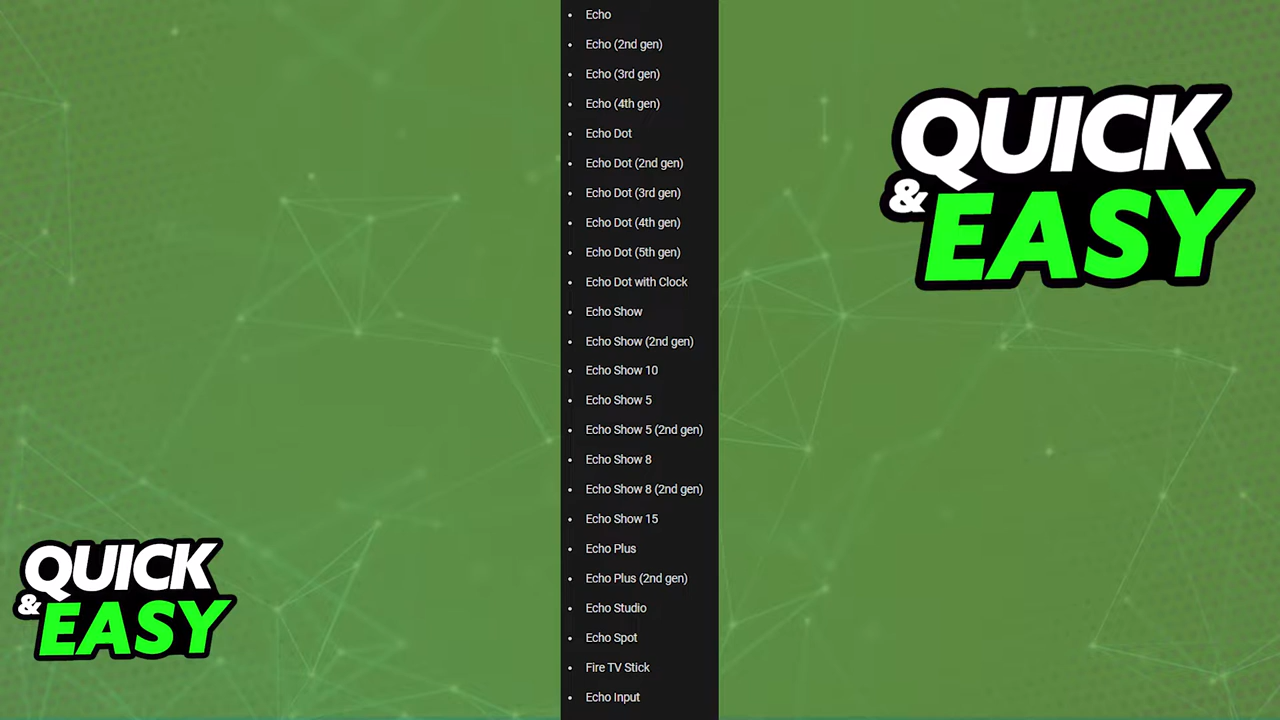 • Echo
• Echo (2nd gen)
• Echo (3rd gen)
• Echo (4th gen)
• Echo Dot
• Echo Dot (2nd gen)
• Echo Dot (3rd gen)
• Echo Dot (4th gen)
• Echo Dot (5th gen)
• Echo Dot with Clock
• Echo Show
• Echo Show (2nd gen)
• Echo Show 10
• Echo Show 5
• Echo Show 5 (2nd gen)
• Echo Show 8
• Echo Show 8 (2nd gen)
• Echo Show 15
• Echo Plus
• Echo Plus (2nd gen)
• Echo Studio
• Echo Spot
• Fire TV Stick
• Echo Input
QUICK
& EASY
QUICK
& EASY